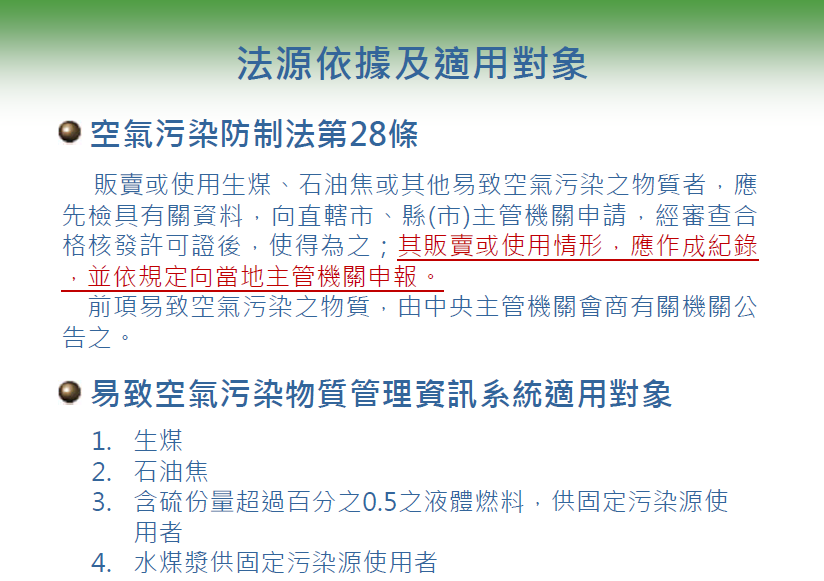 法源依據及適用對象
空氣污染防制法第28條
販賣或使用生煤、石油焦或其他易致空氣污染之物質者，應
先檢具有關資料，向直轄市、縣(市)主管機關申請，經審查合
格核發許可證後，使得為之；其販賣或使用情形，應作成紀錄
，並依規定向當地主管機關申報。
前項易致空氣污染之物質，由中央主管機關會商有關機關公
告之。
易致空氣污染物質管理資訊系統適用對象
1. 生煤
2. 石油焦
3. 含硫份量超過百分之0.5之液體燃料，供固定污染源使
用者
4. 水煤漿供固定污染源使用者